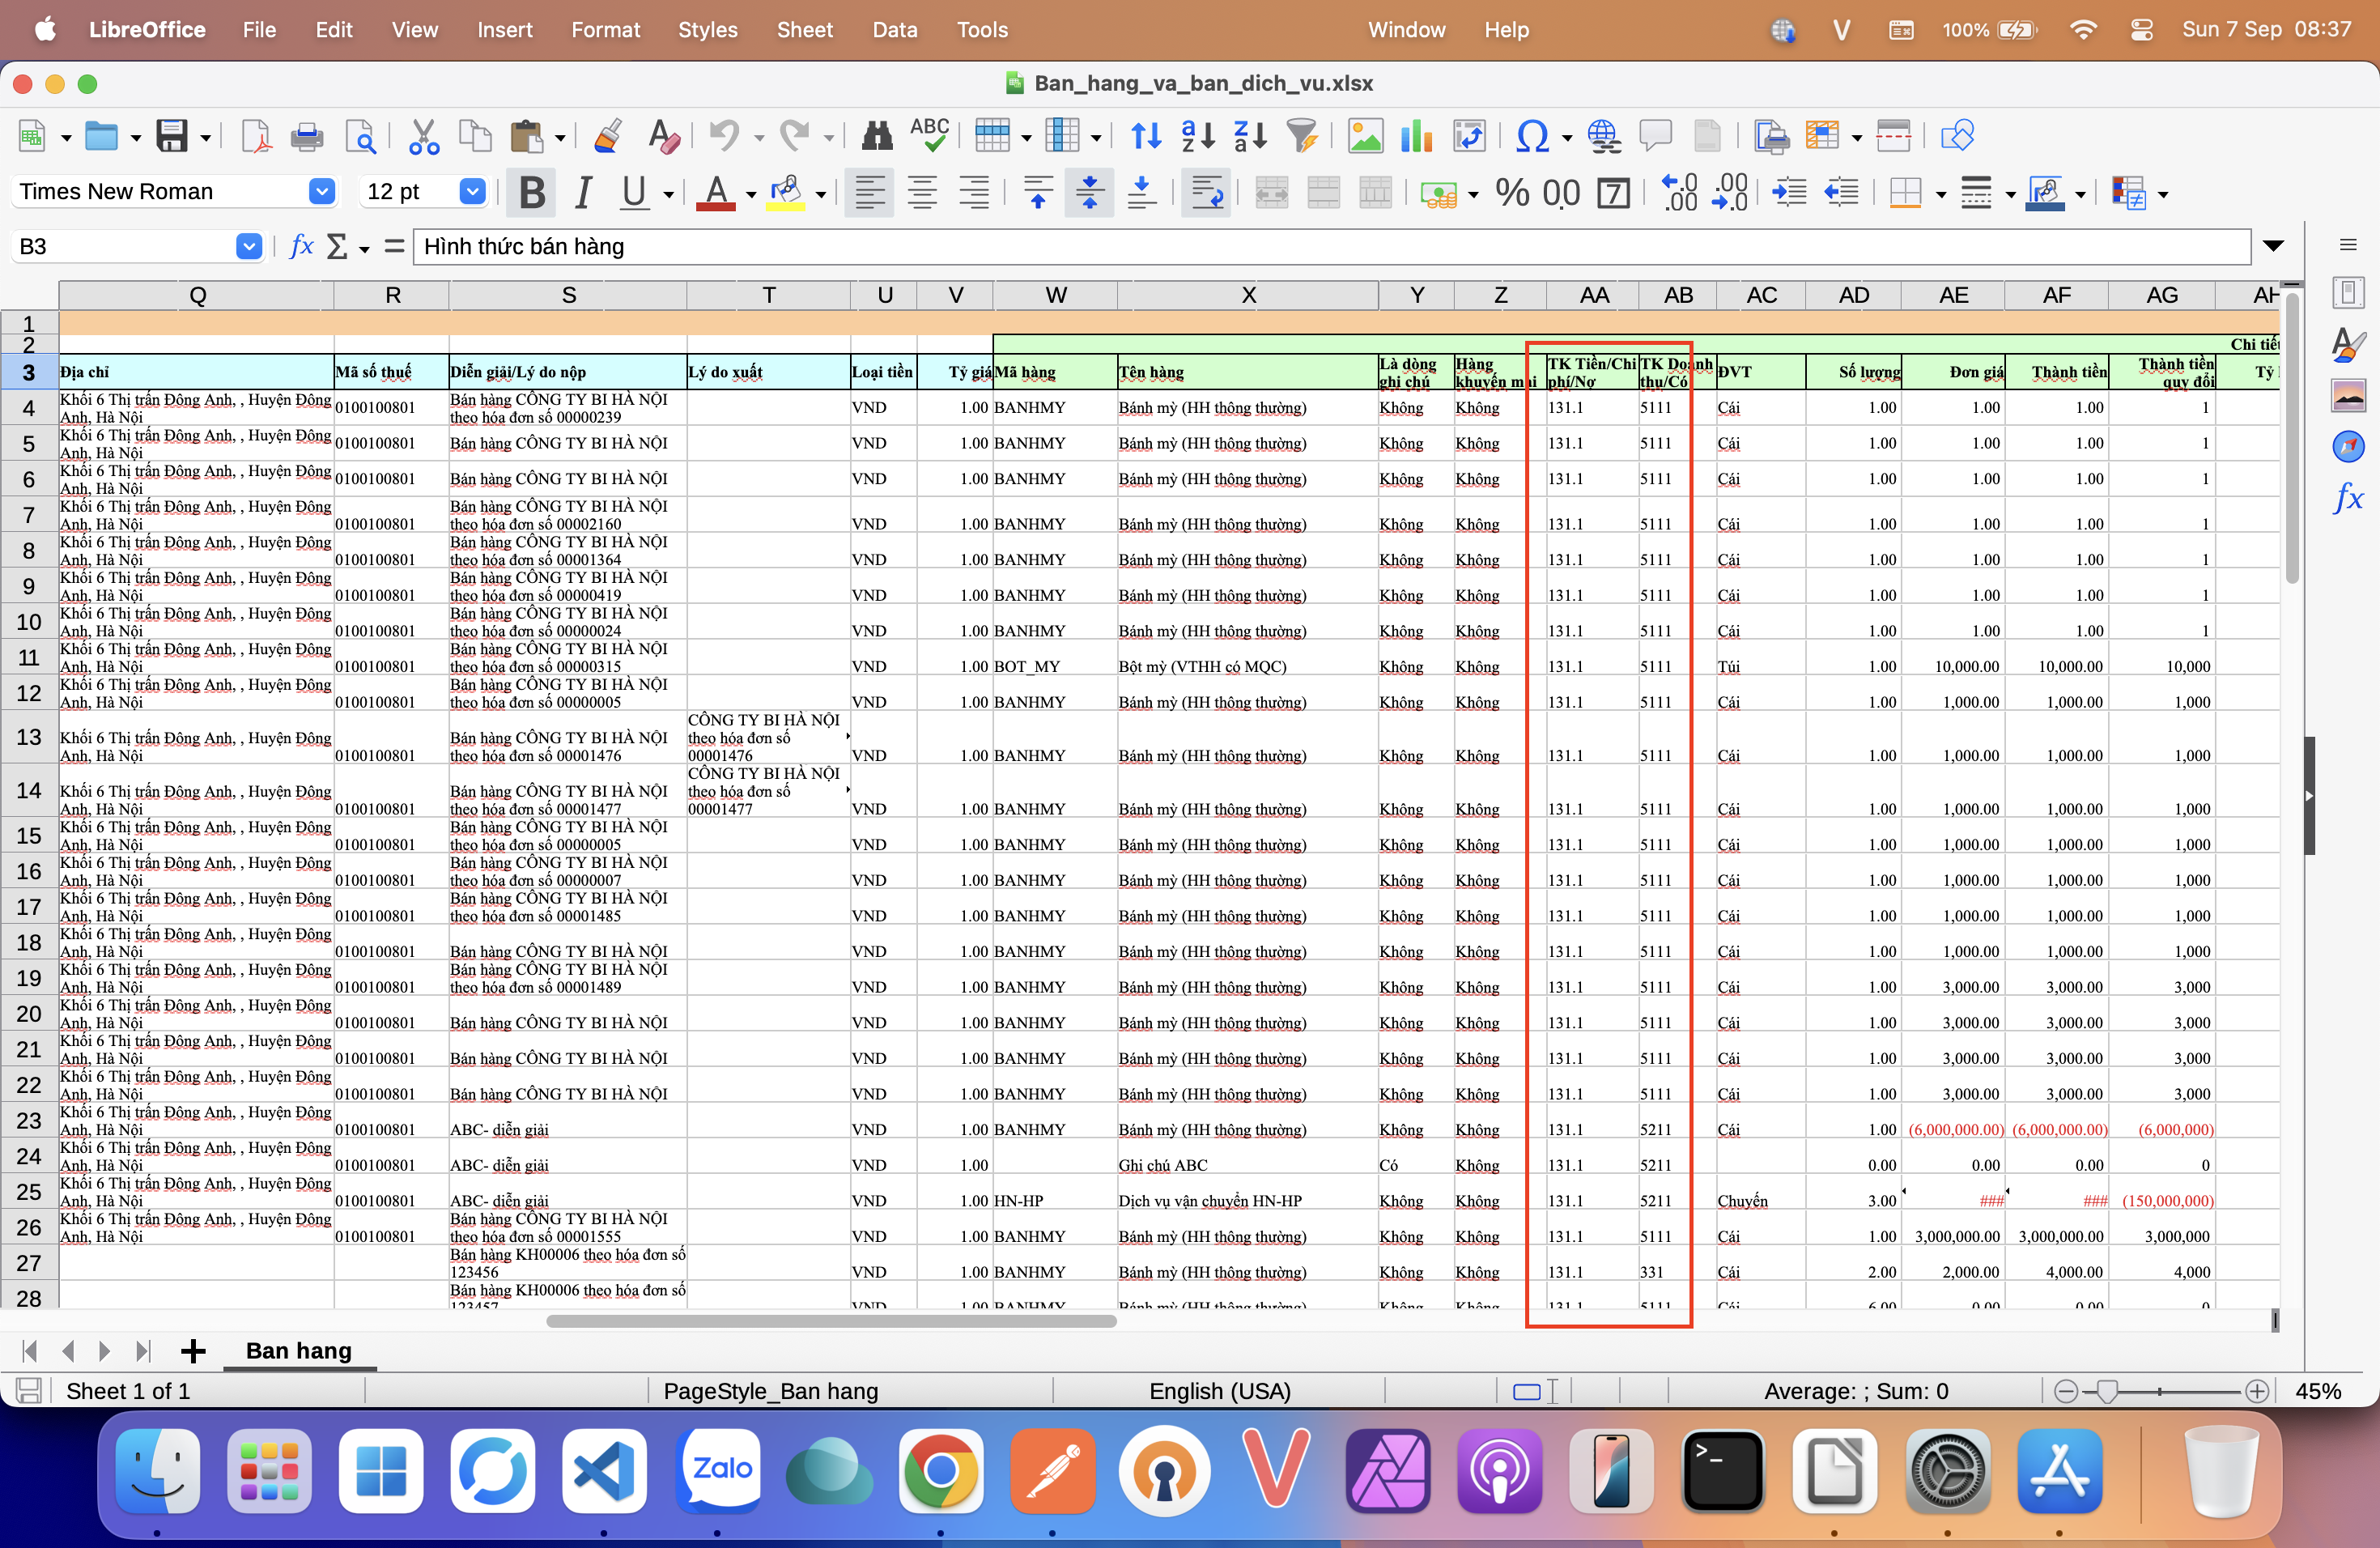 LibreOffice File Edit View Insert Format Styles Sheet Data Tools Window Help 100% Sun 7 Sep 08:37
Ban_hang_va_ban_dich_vu.xlsx
Times New Roman 12 pt
B3 Hình thức bán hàng
Q R S T U V W X Y Z AA AB AC AD AE AF AG AH
1
2 Chi tiết
3 Địa chỉ Mã số thuế Diễn giải/Lý do nộp Lý do xuất Loại tiền Tỷ giá Mã hàng Tên hàng Là dòng ghi chú Hàng khuyến mại TK Tiền/Chi phí/Nợ TK Doanh thu/Có ĐVT Số lượng Đơn giá Thành tiền Thành tiền quy đổi Tỷ
4 Khối 6 Thị trấn Đông Anh, , Huyện Đông Anh, Hà Nội 0100100801 Bán hàng CÔNG TY BI HÀ NỘI theo hóa đơn số 00000239 VND 1.00 BANHMY Bánh mỳ (HH thông thường) Không Không 131.1 5111 Cái 1.00 1.00 1.00 1
5 Khối 6 Thị trấn Đông Anh, , Huyện Đông Anh, Hà Nội 0100100801 Bán hàng CÔNG TY BI HÀ NỘI VND 1.00 BANHMY Bánh mỳ (HH thông thường) Không Không 131.1 5111 Cái 1.00 1.00 1.00 1
6 Khối 6 Thị trấn Đông Anh, , Huyện Đông Anh, Hà Nội 0100100801 Bán hàng CÔNG TY BI HÀ NỘI VND 1.00 BANHMY Bánh mỳ (HH thông thường) Không Không 131.1 5111 Cái 1.00 1.00 1.00 1
7 Khối 6 Thị trấn Đông Anh, , Huyện Đông Anh, Hà Nội 0100100801 Bán hàng CÔNG TY BI HÀ NỘI theo hóa đơn số 00002160 VND 1.00 BANHMY Bánh mỳ (HH thông thường) Không Không 131.1 5111 Cái 1.00 1.00 1.00 1
8 Khối 6 Thị trấn Đông Anh, , Huyện Đông Anh, Hà Nội 0100100801 Bán hàng CÔNG TY BI HÀ NỘI theo hóa đơn số 00001364 VND 1.00 BANHMY Bánh mỳ (HH thông thường) Không Không 131.1 5111 Cái 1.00 1.00 1.00 1
9 Khối 6 Thị trấn Đông Anh, , Huyện Đông Anh, Hà Nội 0100100801 Bán hàng CÔNG TY BI HÀ NỘI theo hóa đơn số 00000419 VND 1.00 BANHMY Bánh mỳ (HH thông thường) Không Không 131.1 5111 Cái 1.00 1.00 1.00 1
10 Khối 6 Thị trấn Đông Anh, , Huyện Đông Anh, Hà Nội 0100100801 Bán hàng CÔNG TY BI HÀ NỘI theo hóa đơn số 00000024 VND 1.00 BANHMY Bánh mỳ (HH thông thường) Không Không 131.1 5111 Cái 1.00 1.00 1.00 1
11 Khối 6 Thị trấn Đông Anh, , Huyện Đông Anh, Hà Nội 0100100801 Bán hàng CÔNG TY BI HÀ NỘI theo hóa đơn số 00000315 VND 1.00 BOT_MY Bột mỳ (VTHH có MQC) Không Không 131.1 5111 Túi 1.00 10,000.00 10,000.00 10,000
12 Khối 6 Thị trấn Đông Anh, , Huyện Đông Anh, Hà Nội 0100100801 Bán hàng CÔNG TY BI HÀ NỘI theo hóa đơn số 00000005 VND 1.00 BANHMY Bánh mỳ (HH thông thường) Không Không 131.1 5111 Cái 1.00 1,000.00 1,000.00 1,000
13 Khối 6 Thị trấn Đông Anh, , Huyện Đông Anh, Hà Nội 0100100801 Bán hàng CÔNG TY BI HÀ NỘI theo hóa đơn số 00001476 CÔNG TY BI HÀ NỘI theo hóa đơn số 00001476 VND 1.00 BANHMY Bánh mỳ (HH thông thường) Không Không 131.1 5111 Cái 1.00 1,000.00 1,000.00 1,000
14 Khối 6 Thị trấn Đông Anh, , Huyện Đông Anh, Hà Nội 0100100801 Bán hàng CÔNG TY BI HÀ NỘI theo hóa đơn số 00001477 CÔNG TY BI HÀ NỘI theo hóa đơn số 00001477 VND 1.00 BANHMY Bánh mỳ (HH thông thường) Không Không 131.1 5111 Cái 1.00 1,000.00 1,000.00 1,000
15 Khối 6 Thị trấn Đông Anh, , Huyện Đông Anh, Hà Nội 0100100801 Bán hàng CÔNG TY BI HÀ NỘI theo hóa đơn số 00000005 VND 1.00 BANHMY Bánh mỳ (HH thông thường) Không Không 131.1 5111 Cái 1.00 1,000.00 1,000.00 1,000
16 Khối 6 Thị trấn Đông Anh, , Huyện Đông Anh, Hà Nội 0100100801 Bán hàng CÔNG TY BI HÀ NỘI theo hóa đơn số 00000007 VND 1.00 BANHMY Bánh mỳ (HH thông thường) Không Không 131.1 5111 Cái 1.00 1,000.00 1,000.00 1,000
17 Khối 6 Thị trấn Đông Anh, , Huyện Đông Anh, Hà Nội 0100100801 Bán hàng CÔNG TY BI HÀ NỘI theo hóa đơn số 00001485 VND 1.00 BANHMY Bánh mỳ (HH thông thường) Không Không 131.1 5111 Cái 1.00 1,000.00 1,000.00 1,000
18 Khối 6 Thị trấn Đông Anh, , Huyện Đông Anh, Hà Nội 0100100801 Bán hàng CÔNG TY BI HÀ NỘI VND 1.00 BANHMY Bánh mỳ (HH thông thường) Không Không 131.1 5111 Cái 1.00 1,000.00 1,000.00 1,000
19 Khối 6 Thị trấn Đông Anh, , Huyện Đông Anh, Hà Nội 0100100801 Bán hàng CÔNG TY BI HÀ NỘI theo hóa đơn số 00001489 VND 1.00 BANHMY Bánh mỳ (HH thông thường) Không Không 131.1 5111 Cái 1.00 3,000.00 3,000.00 3,000
20 Khối 6 Thị trấn Đông Anh, , Huyện Đông Anh, Hà Nội 0100100801 Bán hàng CÔNG TY BI HÀ NỘI VND 1.00 BANHMY Bánh mỳ (HH thông thường) Không Không 131.1 5111 Cái 1.00 3,000.00 3,000.00 3,000
21 Khối 6 Thị trấn Đông Anh, , Huyện Đông Anh, Hà Nội 0100100801 Bán hàng CÔNG TY BI HÀ NỘI VND 1.00 BANHMY Bánh mỳ (HH thông thường) Không Không 131.1 5111 Cái 1.00 3,000.00 3,000.00 3,000
22 Khối 6 Thị trấn Đông Anh, , Huyện Đông Anh, Hà Nội 0100100801 Bán hàng CÔNG TY BI HÀ NỘI VND 1.00 BANHMY Bánh mỳ (HH thông thường) Không Không 131.1 5111 Cái 1.00 3,000.00 3,000.00 3,000
23 Khối 6 Thị trấn Đông Anh, , Huyện Đông Anh, Hà Nội 0100100801 ABC- diễn giải VND 1.00 BANHMY Bánh mỳ (HH thông thường) Không Không 131.1 5211 Cái 1.00 (6,000,000.00) (6,000,000.00) (6,000,000)
24 Khối 6 Thị trấn Đông Anh, , Huyện Đông Anh, Hà Nội 0100100801 ABC- diễn giải VND 1.00 Ghi chú ABC Có Không 131.1 5211 0.00 0.00 0.00 0
25 Khối 6 Thị trấn Đông Anh, , Huyện Đông Anh, Hà Nội 0100100801 ABC- diễn giải VND 1.00 HN-HP Dịch vụ vận chuyển HN-HP Không Không 131.1 5211 Chuyến 3.00 ### ### (150,000,000)
26 Khối 6 Thị trấn Đông Anh, , Huyện Đông Anh, Hà Nội 0100100801 Bán hàng CÔNG TY BI HÀ NỘI theo hóa đơn số 00001555 VND 1.00 BANHMY Bánh mỳ (HH thông thường) Không Không 131.1 5111 Cái 1.00 3,000,000.00 3,000,000.00 3,000,000
27 Bán hàng KH00006 theo hóa đơn số 123456 VND 1.00 BANHMY Bánh mỳ (HH thông thường) Không Không 131.1 331 Cái 2.00 2,000.00 4,000.00 4,000
28 Bán hàng KH00006 theo hóa đơn số 123457 VND 1.00 BANHMY Bánh mỳ (HH thông thường) Không Không 131.1 5111 Cái 6.00 0.00 0.00 0
Ban hang
Sheet 1 of 1 PageStyle_Ban hang English (USA) Average: ; Sum: 0 45%
Zalo